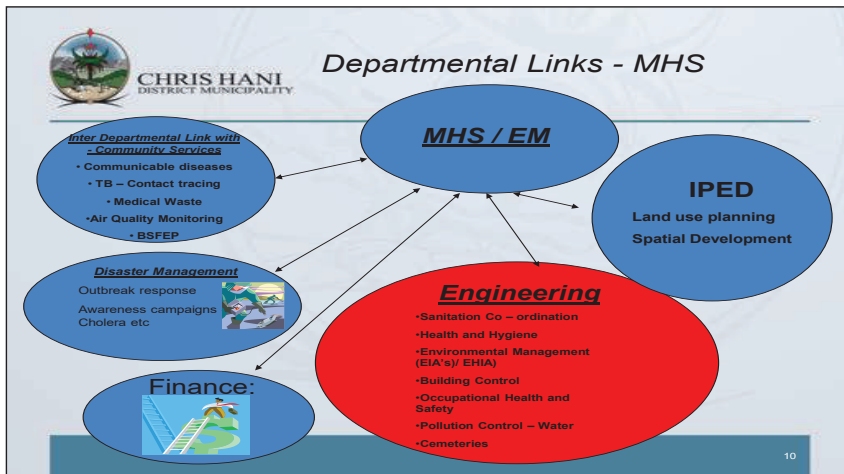 CHRIS HANI
DISTRICT MUNICIPALITY
Departmental Links - MHS
MHS / EM
Inter Departmental Link with
- Community Services
• Communicable diseases
• TB – Contact tracing
• Medical Waste
•Air Quality Monitoring
• BSFEP
IPED
Land use planning
Spatial Development
Disaster Management
Outbreak response
Awareness campaigns
Cholera etc
Engineering
•Sanitation Co – ordination
•Health and Hygiene
•Environmental Management
(EIA's)/ EHIA)
•Building Control
•Occupational Health and
Safety
•Pollution Control – Water
•Cemeteries
Finance:
10